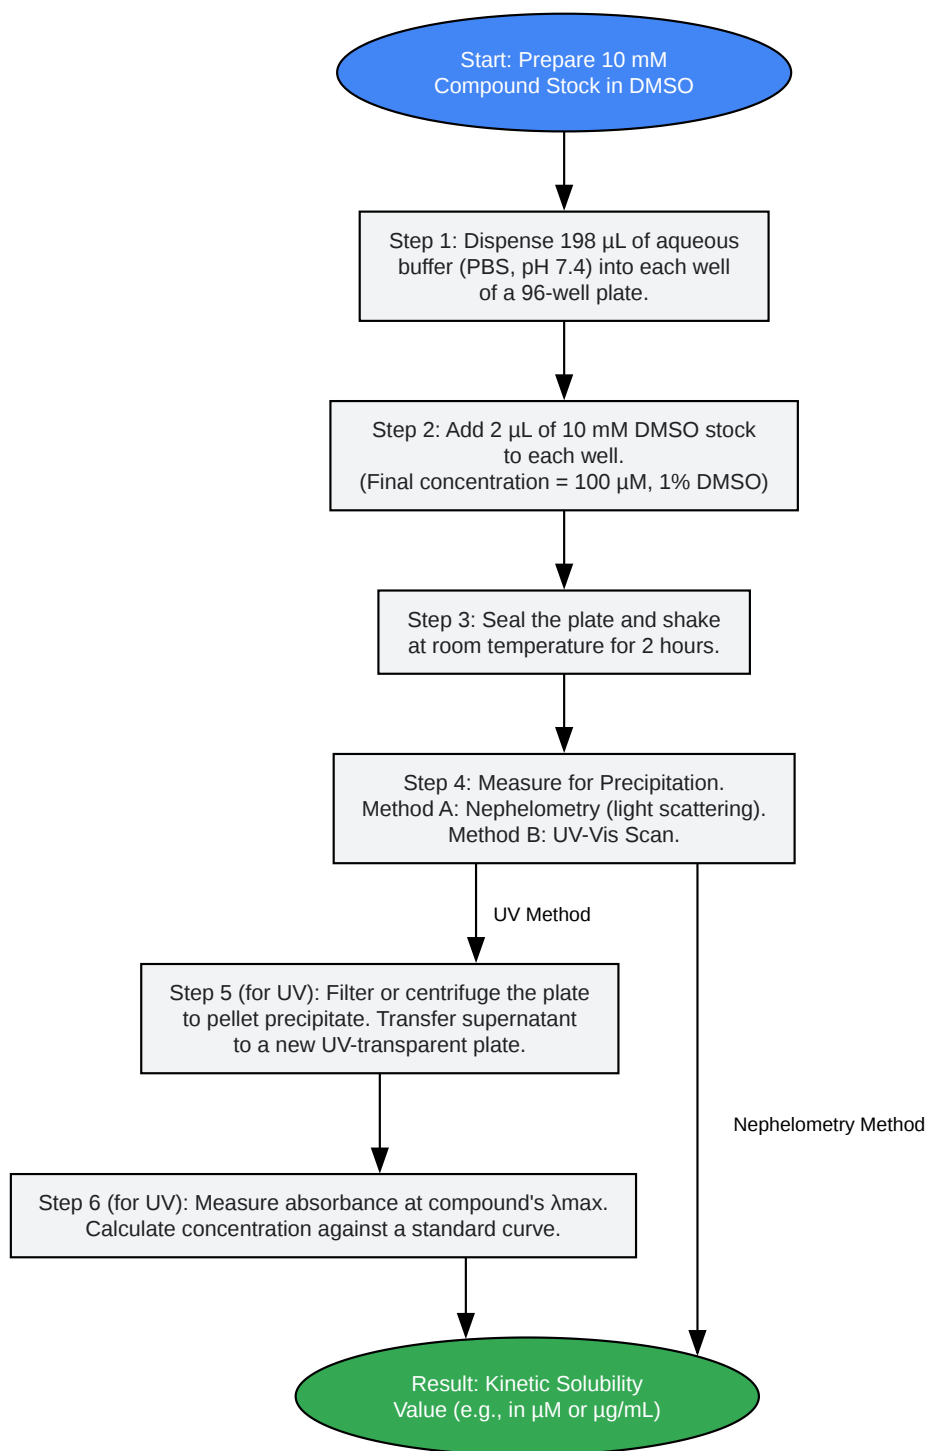 Start: Prepare 10 mM
Compound Stock in DMSO
Step 1: Dispense 198 µL of aqueous
buffer (PBS, pH 7.4) into each well
of a 96-well plate.
Step 2: Add 2 µL of 10 mM DMSO stock
to each well.
(Final concentration = 100 µM, 1% DMSO)
Step 3: Seal the plate and shake
at room temperature for 2 hours.
Step 4: Measure for Precipitation.
Method A: Nephelometry (light scattering).
Method B: UV-Vis Scan.
UV Method
Step 5 (for UV): Filter or centrifuge the plate
to pellet precipitate. Transfer supernatant
to a new UV-transparent plate.
Nephelometry Method
Step 6 (for UV): Measure absorbance at compound's λmax.
Calculate concentration against a standard curve.
Result: Kinetic Solubility
Value (e.g., in µM or µg/mL)